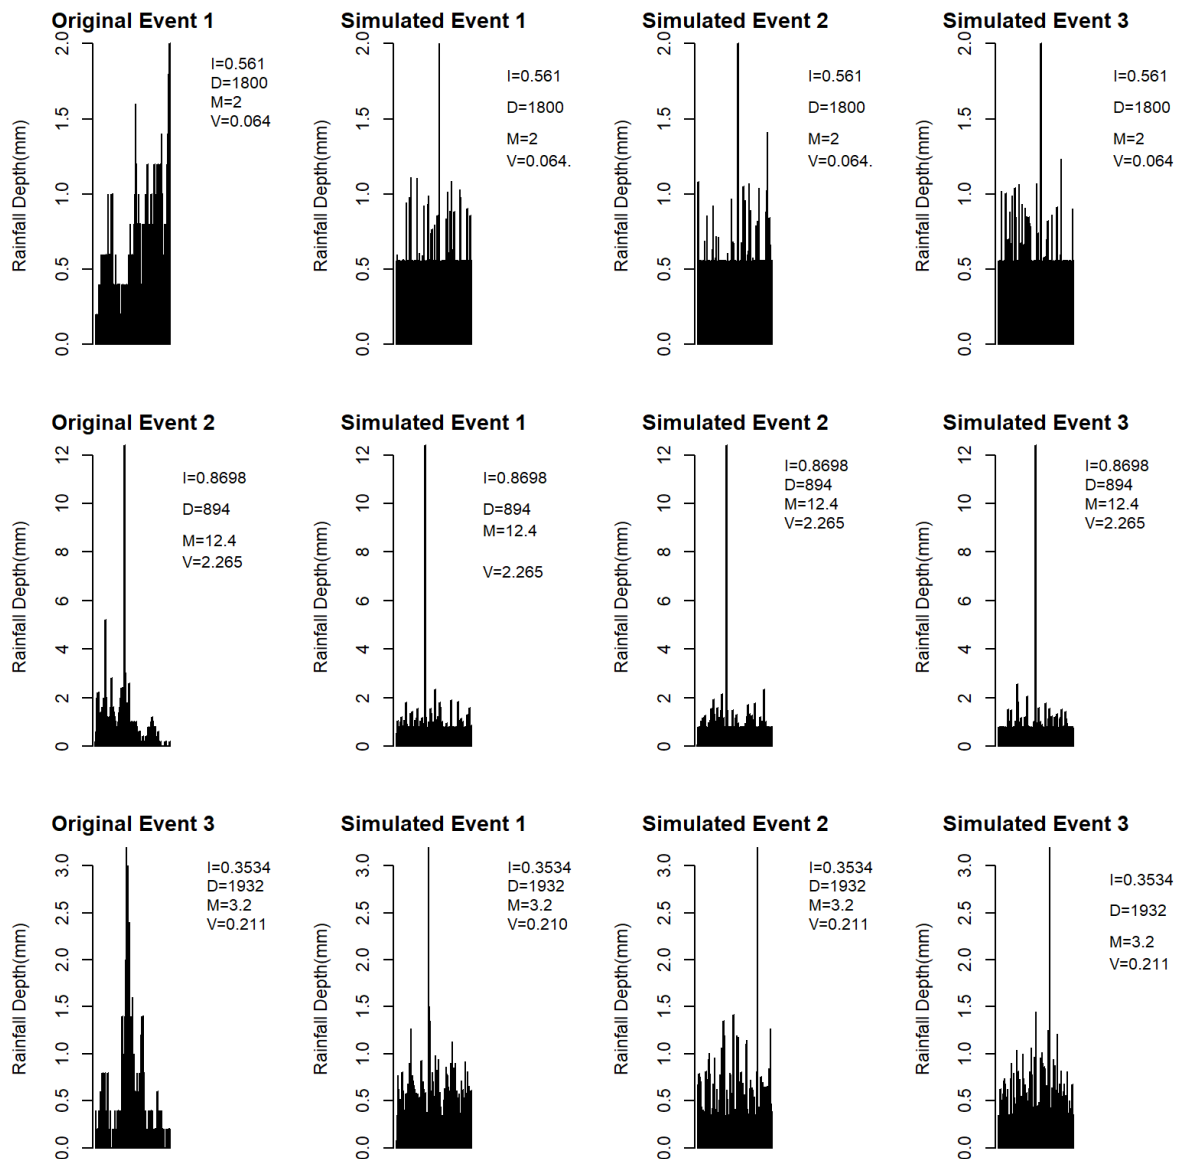 Original Event 1
Simulated Event 1
Simulated Event 2
Simulated Event 3
Rainfall Depth(mm)
0.0
0.5
1.0
1.5
2.0
I=0.561
D=1800
M=2
V=0.064
Rainfall Depth(mm)
0.0
0.5
1.0
1.5
2.0
I=0.561
D=1800
M=2
V=0.064.
Rainfall Depth(mm)
0.0
0.5
1.0
1.5
2.0
I=0.561
D=1800
M=2
V=0.064.
Rainfall Depth(mm)
0.0
0.5
1.0
1.5
2.0
I=0.561
D=1800
M=2
V=0.064
Original Event 2
Simulated Event 1
Simulated Event 2
Simulated Event 3
Rainfall Depth(mm)
0
2
4
6
8
10
12
I=0.8698
D=894
M=12.4
V=2.265
Rainfall Depth(mm)
0
2
4
6
8
10
12
I=0.8698
D=894
M=12.4
V=2.265
Rainfall Depth(mm)
0
2
4
6
8
10
12
I=0.8698
D=894
M=12.4
V=2.265
Rainfall Depth(mm)
0
2
4
6
8
10
12
I=0.8698
D=894
M=12.4
V=2.265
Original Event 3
Simulated Event 1
Simulated Event 2
Simulated Event 3
Rainfall Depth(mm)
0.0
0.5
1.0
1.5
2.0
2.5
3.0
I=0.3534
D=1932
M=3.2
V=0.211
Rainfall Depth(mm)
0.0
0.5
1.0
1.5
2.0
2.5
3.0
I=0.3534
D=1932
M=3.2
V=0.210
Rainfall Depth(mm)
0.0
0.5
1.0
1.5
2.0
2.5
3.0
I=0.3534
D=1932
M=3.2
V=0.211
Rainfall Depth(mm)
0.0
0.5
1.0
1.5
2.0
2.5
3.0
I=0.3534
D=1932
M=3.2
V=0.211